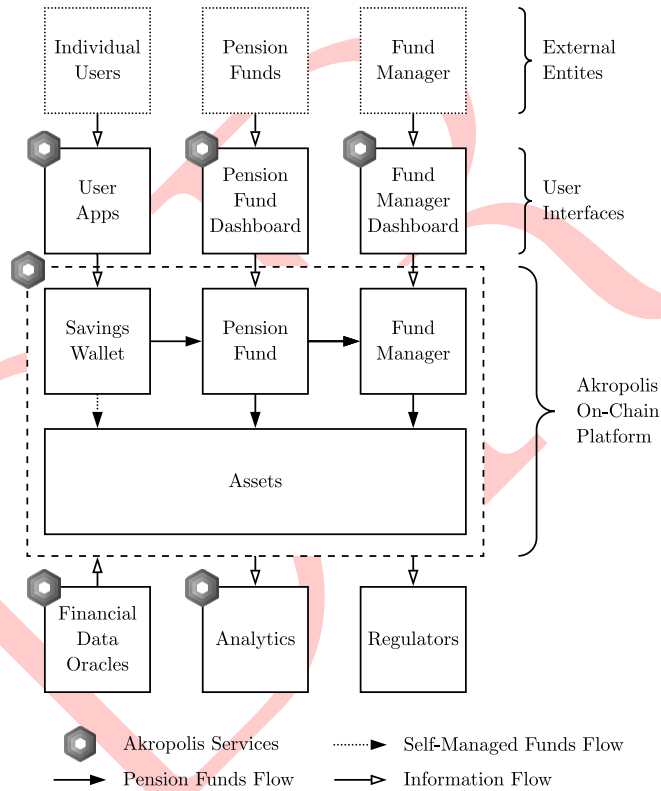 Individual
Users
Pension
Funds
Fund
Manager
External
Entites
User
Apps
Pension
Fund
Dashboard
Fund
Manager
Dashboard
User
Interfaces
Savings
Wallet
Pension
Fund
Fund
Manager
Akropolis
On-Chain
Platform
Assets
Financial
Data
Oracles
Analytics
Regulators
Akropolis Services
Self-Managed Funds Flow
Pension Funds Flow
Information Flow